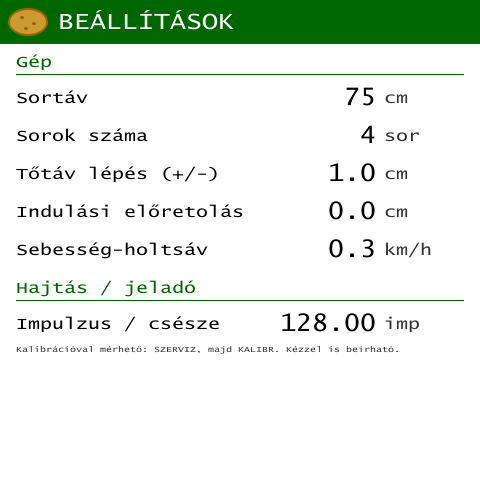 BEÁLLÍTÁSOK
Gép
Sortáv 75 cm
Sorok száma 4 sor
Tőtáv lépés (+/-) 1.0 cm
Indulási előretolás 0.0 cm
Sebesség-holtsáv 0.3 km/h
Hajtás / jeladó
Impulzus / csésze 128.00 imp
Kalibrációval mérhető: SZERVIZ, majd KALIBR. Kézzel is beirható.